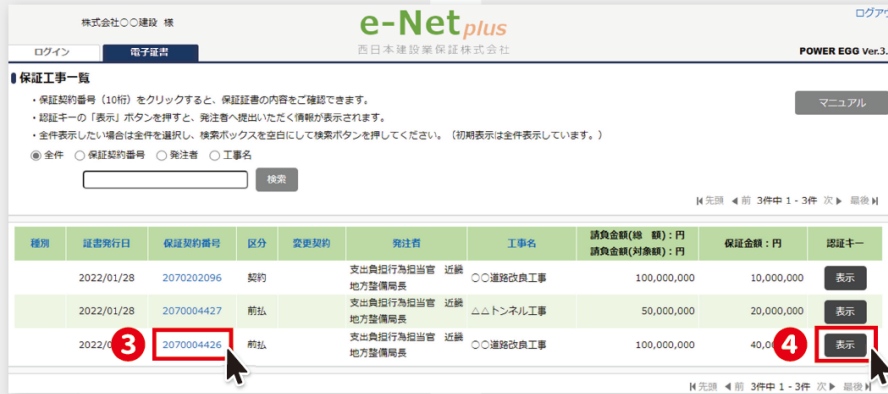 株式会社〇〇建設 様
e-Net plus
西日本建設業保証株式会社
ログアウ
ログイン
電子証書
POWER EGG Ver.3.
保証工事一覧
・保証契約番号（10桁）をクリックすると、保証証書の内容をご確認できます。
・認証キーの「表示」ボタンを押すと、発注者へ提出いただく情報が表示されます。
・全件表示したい場合は全件を選択し、検索ボックスを空白にして検索ボタンを押してください。（初期表示は全件表示しています。）
マニュアル
全件 保証契約番号 発注者 工事名
検索
先頭 前 3件中 1 - 3件 次 最後
種別 証書発行日 保証契約番号 区分 変更契約 発注者 工事名 請負金額(総 額)：円 保証金額：円 認証キー
請負金額(対象額)：円
2022/01/28 2070202096 契約 支出負担行為担当官 近畿 〇〇道路改良工事 100,000,000 10,000,000 表示
地方整備局長
2022/01/28 2070004427 前払 支出負担行為担当官 近畿 △△トンネル工事 50,000,000 20,000,000 表示
地方整備局長
2022/0 3 2070004426 前払 支出負担行為担当官 近畿 〇〇道路改良工事 100,000,000 40,0 4 表示
地方整備局長
先頭 前 3件中 1 - 3件 次 最後